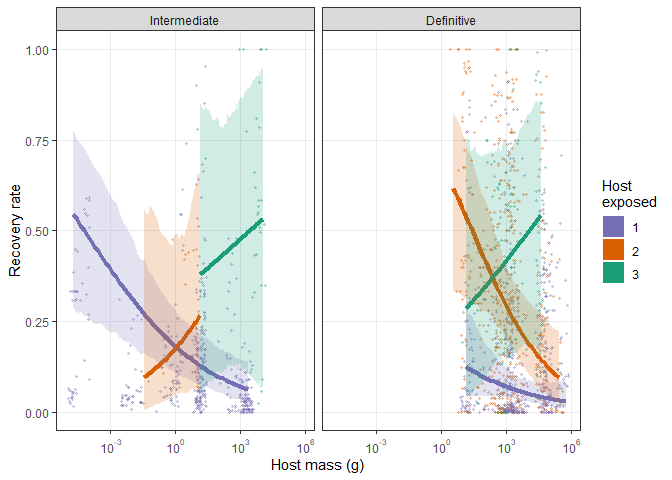 Intermediate
Definitive
Recovery rate
1.00
0.75
0.50
0.25
0.00
10⁻³ 10⁰ 10³ 10⁶
10⁻³ 10⁰ 10³ 10⁶
Host mass (g)
Host
exposed
1
2
3